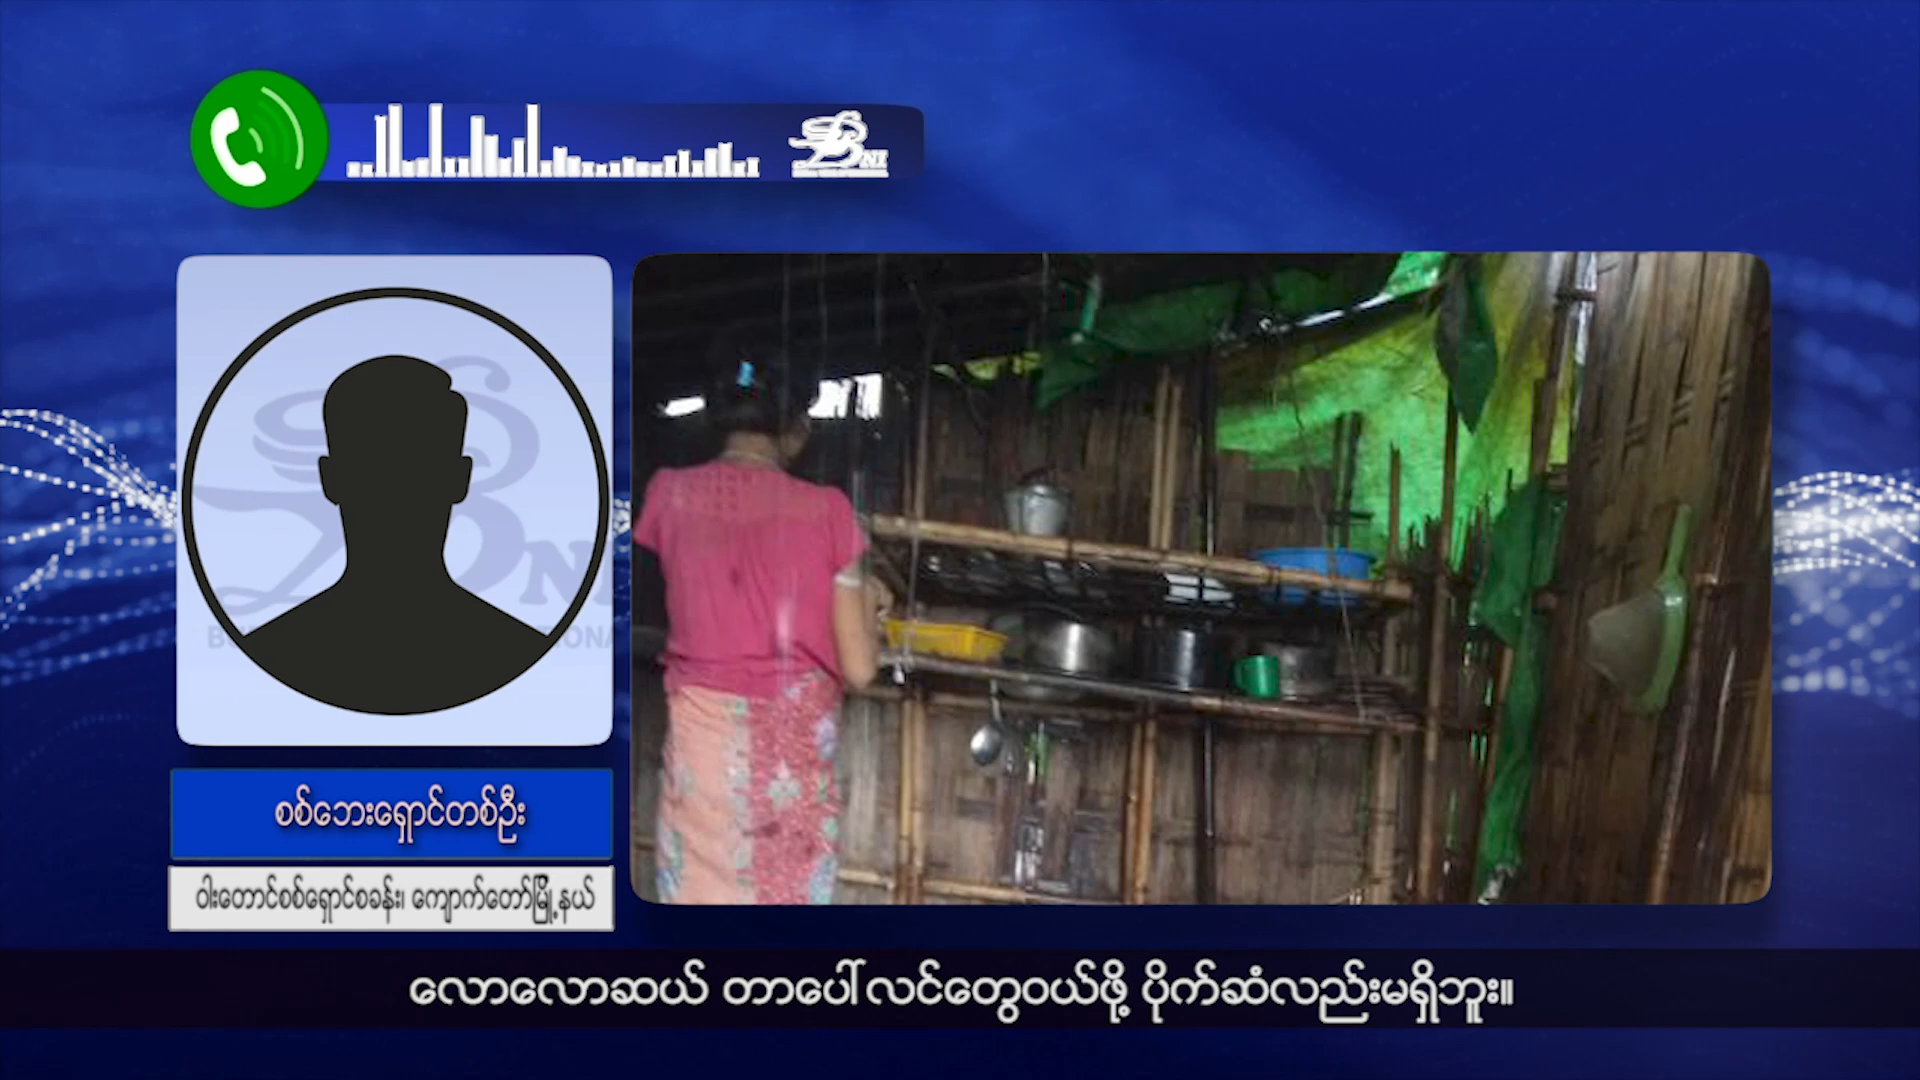 BNI
BNI
စစ်ဘေးရှောင်တစ်ဦး
ဝါးတောင်စစ်ရှောင်စခန်း၊ ကျောက်တော်မြို့နယ်
လောလောဆယ် တာပေါ်လင်တွေဝယ်ဖို့ ပိုက်ဆံလည်းမရှိဘူး။